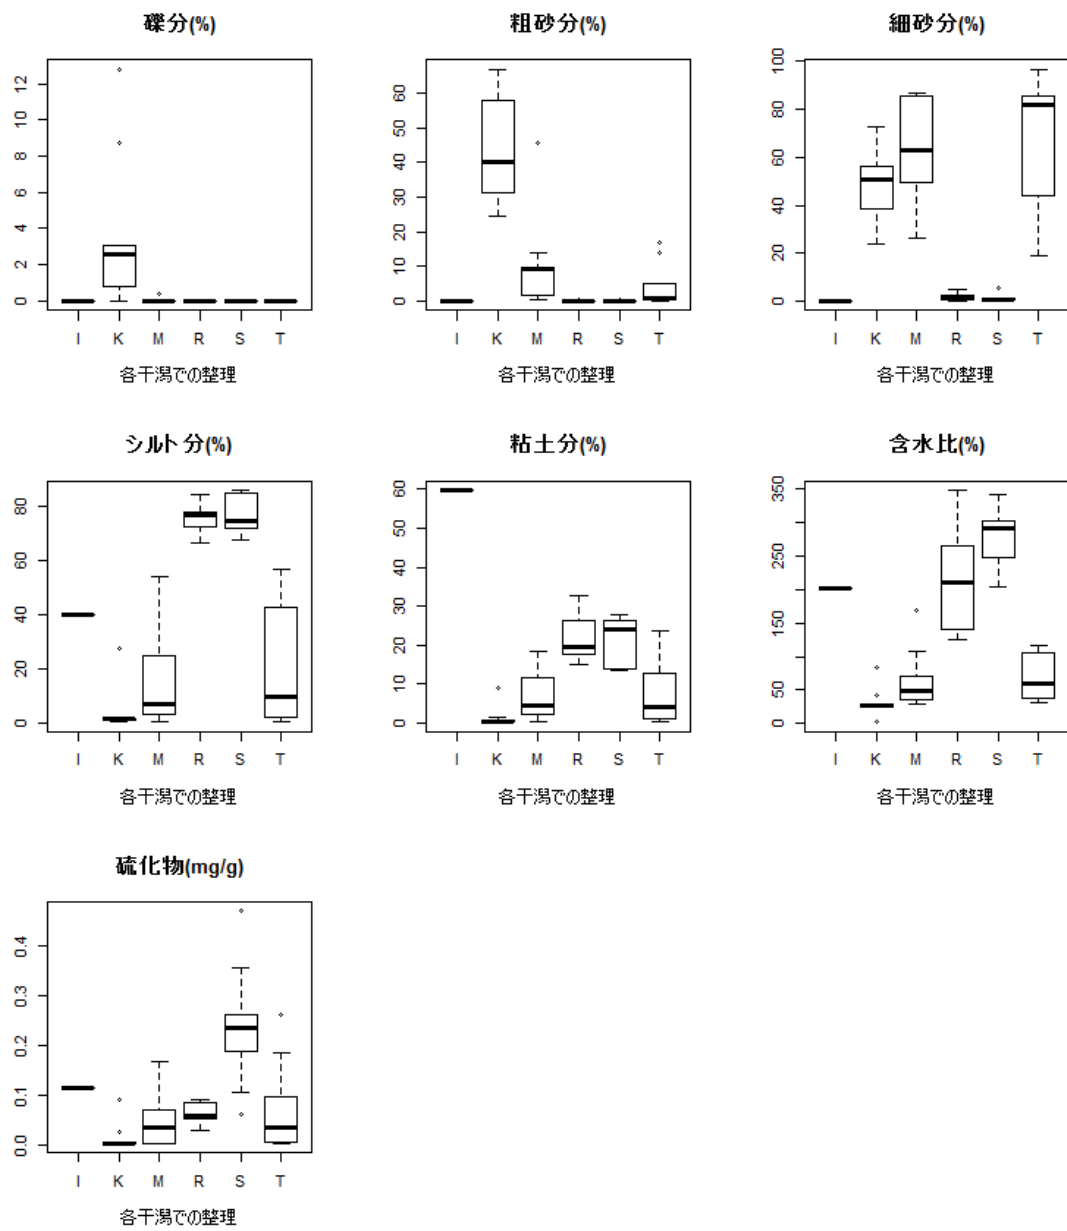 礫分(%)
12
10
8
6
4
2
0
I K M R S T
各干潟での整理
粗砂分(%)
60
50
40
30
20
10
0
I K M R S T
各干潟での整理
細砂分(%)
100
80
60
40
20
0
I K M R S T
各干潟での整理
シルト分(%)
80
60
40
20
0
I K M R S T
各干潟での整理
粘土分(%)
60
50
40
30
20
10
0
I K M R S T
各干潟での整理
含水比(%)
350
250
150
50
0
I K M R S T
各干潟での整理
硫化物(mg/g)
0.4
0.3
0.2
0.1
0.0
I K M R S T
各干潟での整理